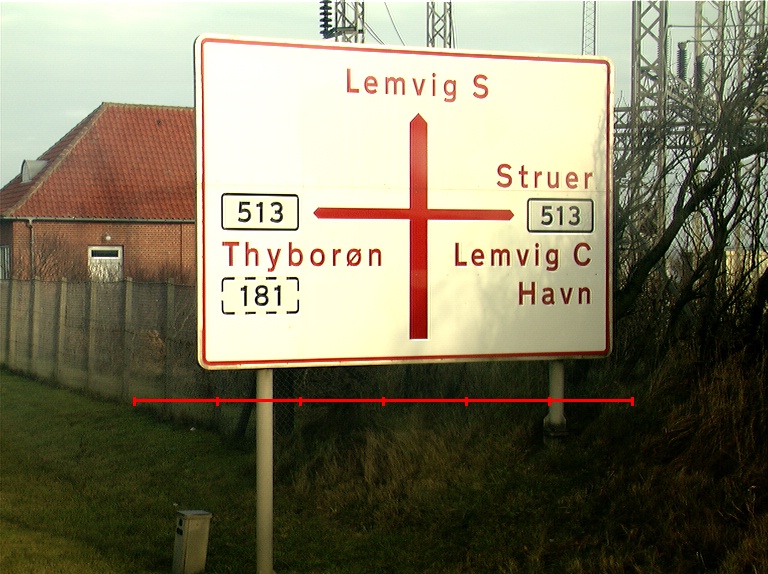 Lemvig S
Struer
513
513
Thyborøn
Lemvig C
181
Havn